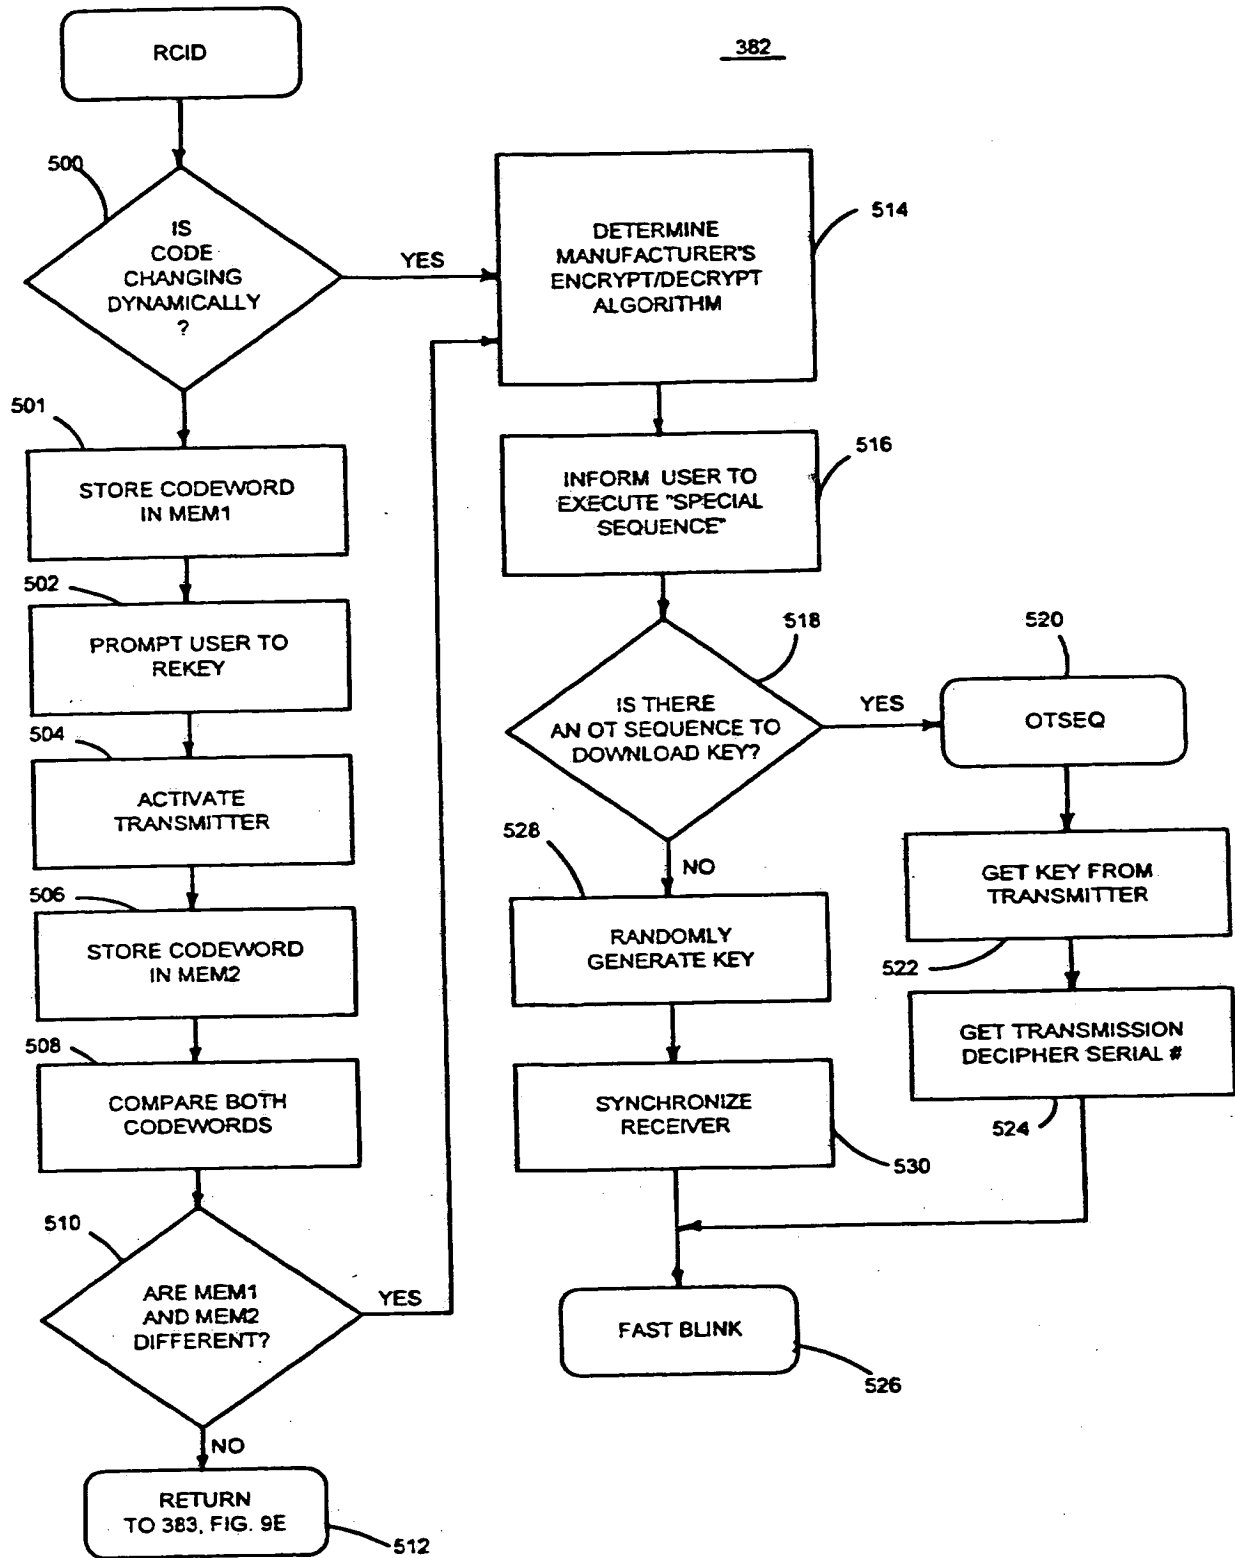 RCID
382
500
IS
CODE
CHANGING
DYNAMICALLY
?
YES
501
STORE CODEWORD
IN MEM1
502
PROMPT USER TO
REKEY
504
ACTIVATE
TRANSMITTER
506
STORE CODEWORD
IN MEM2
508
COMPARE BOTH
CODEWORDS
510
ARE MEM1
AND MEM2
DIFFERENT?
YES
NO
RETURN
TO 383, FIG. 9E
512
DETERMINE
MANUFACTURER'S
ENCRYPT/DECRYPT
ALGORITHM
514
INFORM USER TO
EXECUTE "SPECIAL
SEQUENCE"
516
518
IS THERE
AN OT SEQUENCE TO
DOWNLOAD KEY?
YES
NO
520
OTSEQ
GET KEY FROM
TRANSMITTER
522
GET TRANSMISSION
DECIPHER SERIAL #
524
528
RANDOMLY
GENERATE KEY
SYNCHRONIZE
RECEIVER
530
FAST BLINK
526